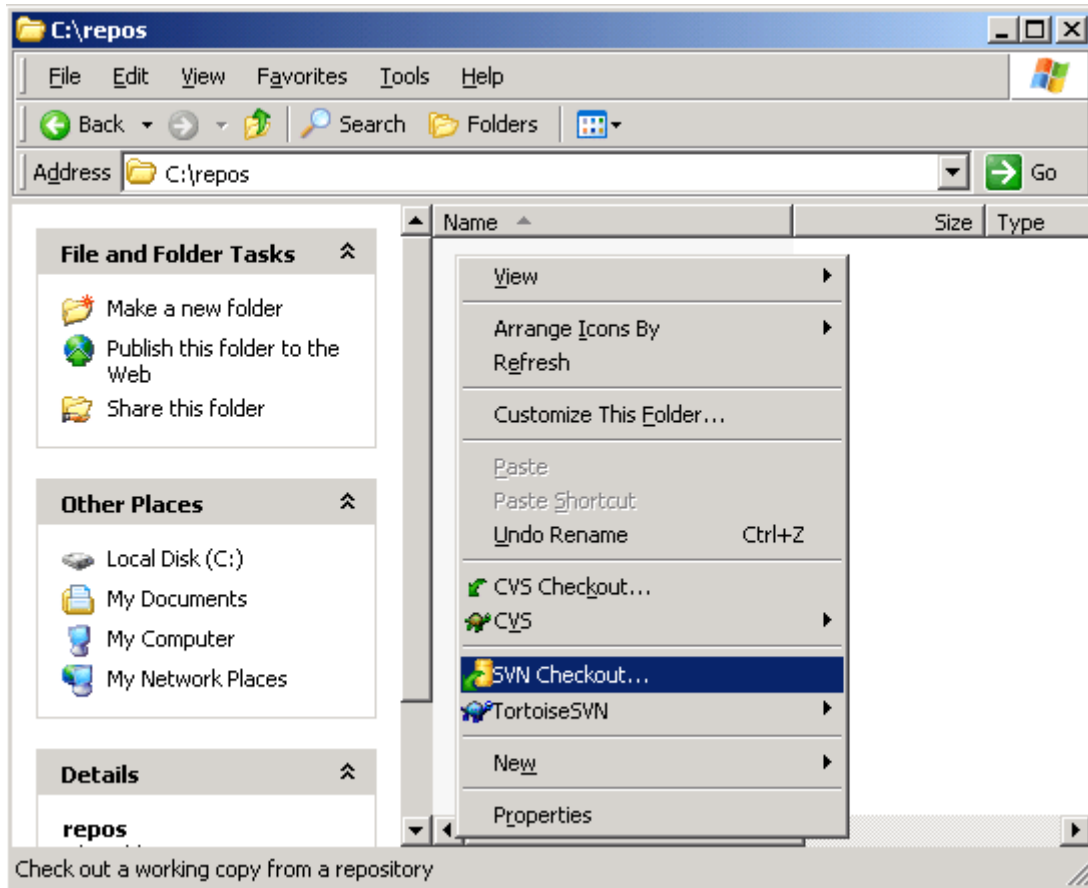 C:\repos
File Edit View Favorites Tools Help
Back Search Folders
Address C:\repos Go
Name Size Type
File and Folder Tasks
Make a new folder
Publish this folder to the
Web
Share this folder
Other Places
Local Disk (C:)
My Documents
My Computer
My Network Places
Details
repos
View
Arrange Icons By
Refresh
Customize This Folder...
Paste
Paste Shortcut
Undo Rename Ctrl+Z
CVS Checkout...
CVS
SVN Checkout...
TortoiseSVN
New
Properties
Check out a working copy from a repository